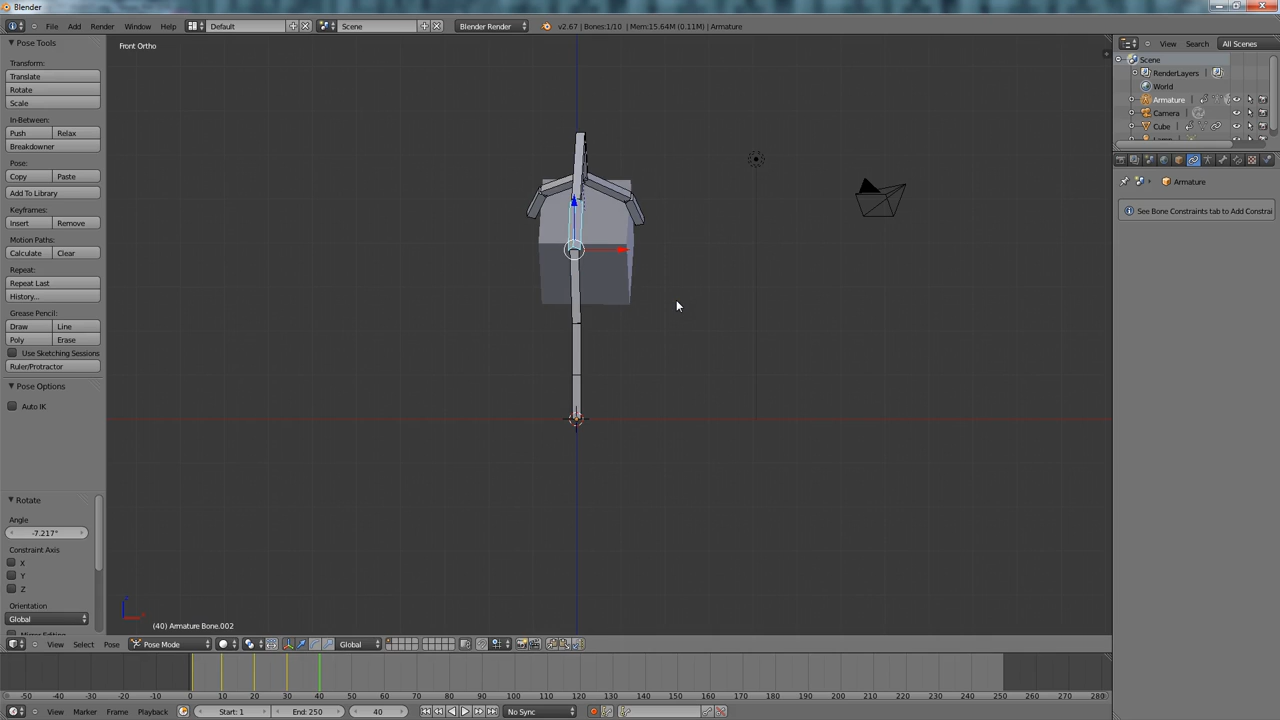 Blender
File Add Render Window Help Default Scene Blender Render v2.67 | Bones:1/10 | Mem:15.64M (0.11M) | Armature
Pose Tools
Front Ortho
View Search All Scenes
Transform:
Translate
Rotate
Scale
In-Between:
Push Relax
Breakdowner
Pose:
Copy Paste
Add To Library
Keyframes:
Insert Remove
Motion Paths:
Calculate Clear
Repeat:
Repeat Last
History...
Grease Pencil:
Draw Line
Poly Erase
Use Sketching Sessions
Ruler/Protractor
Pose Options
Auto IK
Rotate
Angle
-7.217°
Constraint Axis
X
Y
Z
Orientation
Global
(40) Armature Bone.002
Scene
RenderLayers
World
Armature
Camera
Cube
Armature
See Bone Constraints tab to Add Constrai
View Select Pose Pose Mode Global
-50 -40 -30 -20 -10 0 10 20 30 40 50 60 70 80 90 100 110 120 130 140 150 160 170 180 190 200 210 220 230 240 250 260 270 280
View Marker Frame Playback Start: 1 End: 250 40 No Sync